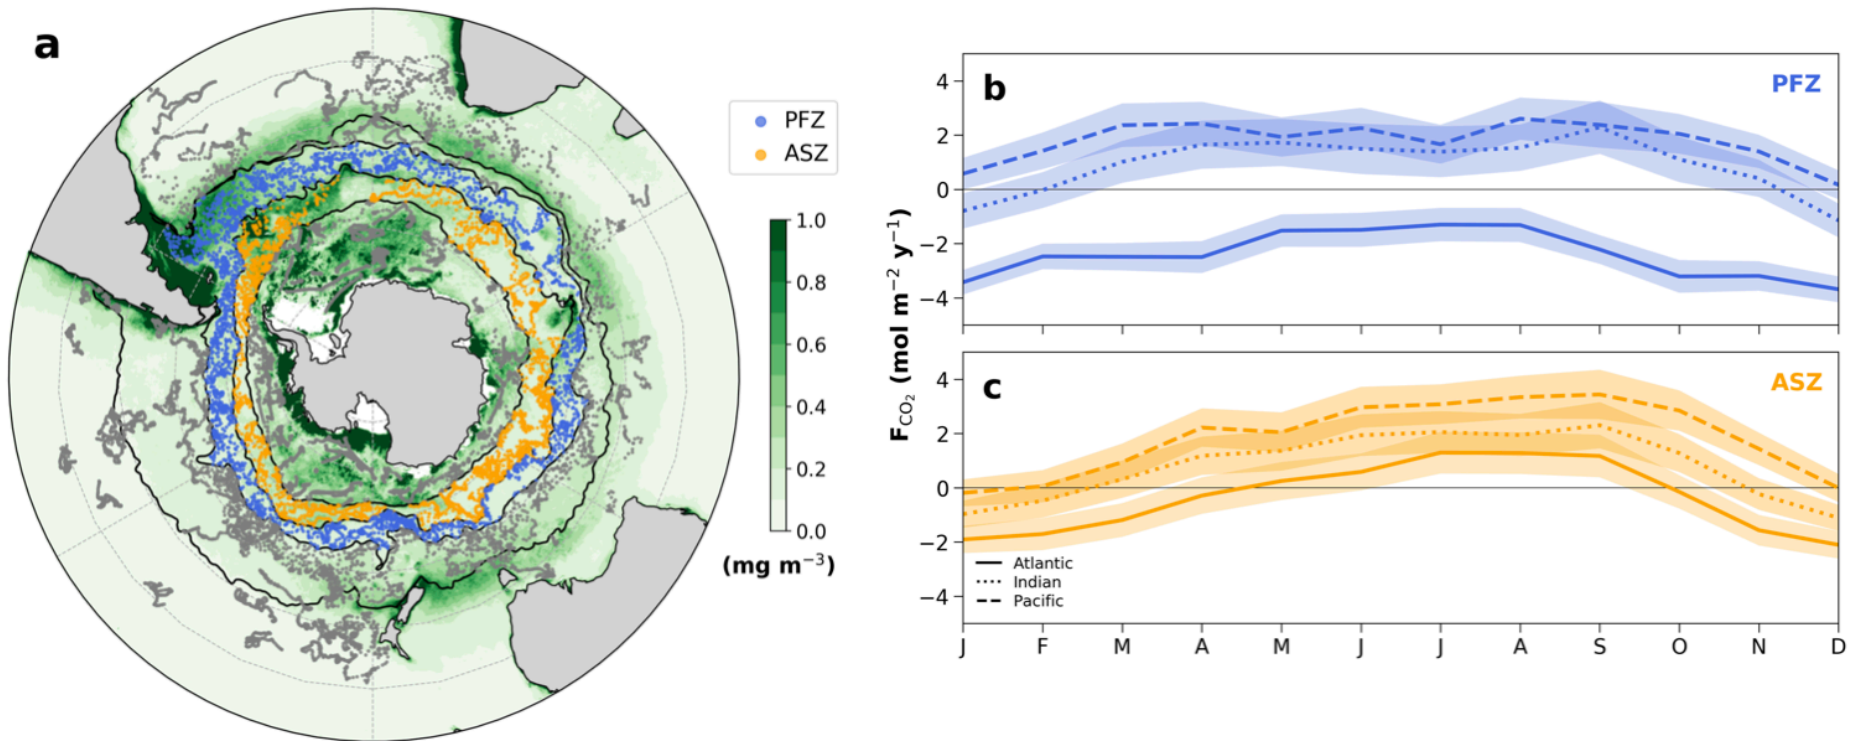 a
PFZ
ASZ
1.0
0.8
0.6
0.4
0.2
0.0
(mg m⁻³)
F_CO₂ (mol m⁻² y⁻¹)
b
PFZ
4
2
0
−2
−4
c
ASZ
4
2
0
−2
−4
Atlantic
Indian
Pacific
J F M A M J J A S O N D